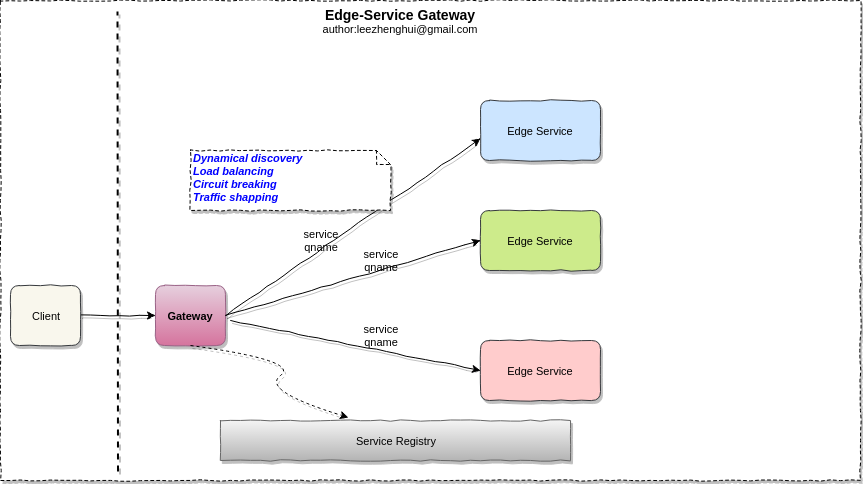 Edge-Service Gateway
author:leezhenghui@gmail.com
Edge Service
Dynamical discovery
Load balancing
Circuit breaking
Traffic shapping
service
qname
Edge Service
service
qname
Client
Gateway
service
qname
Edge Service
Service Registry